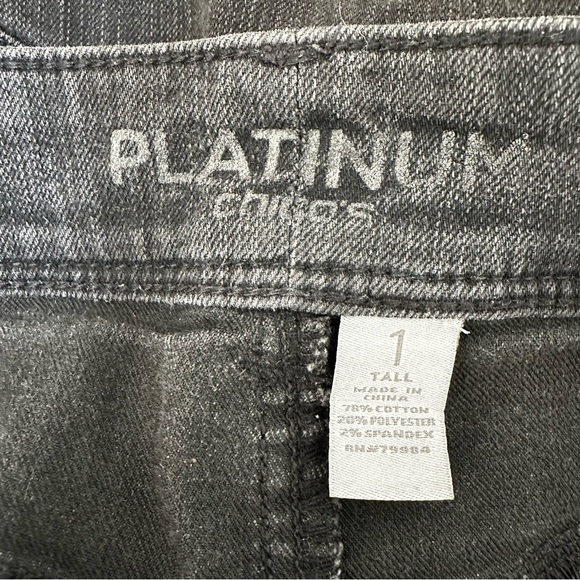 PLATINUM
chico's
1
TALL
MADE IN
CHINA
78% COTTON
20% POLYESTER
2% SPANDEX
RN#79984